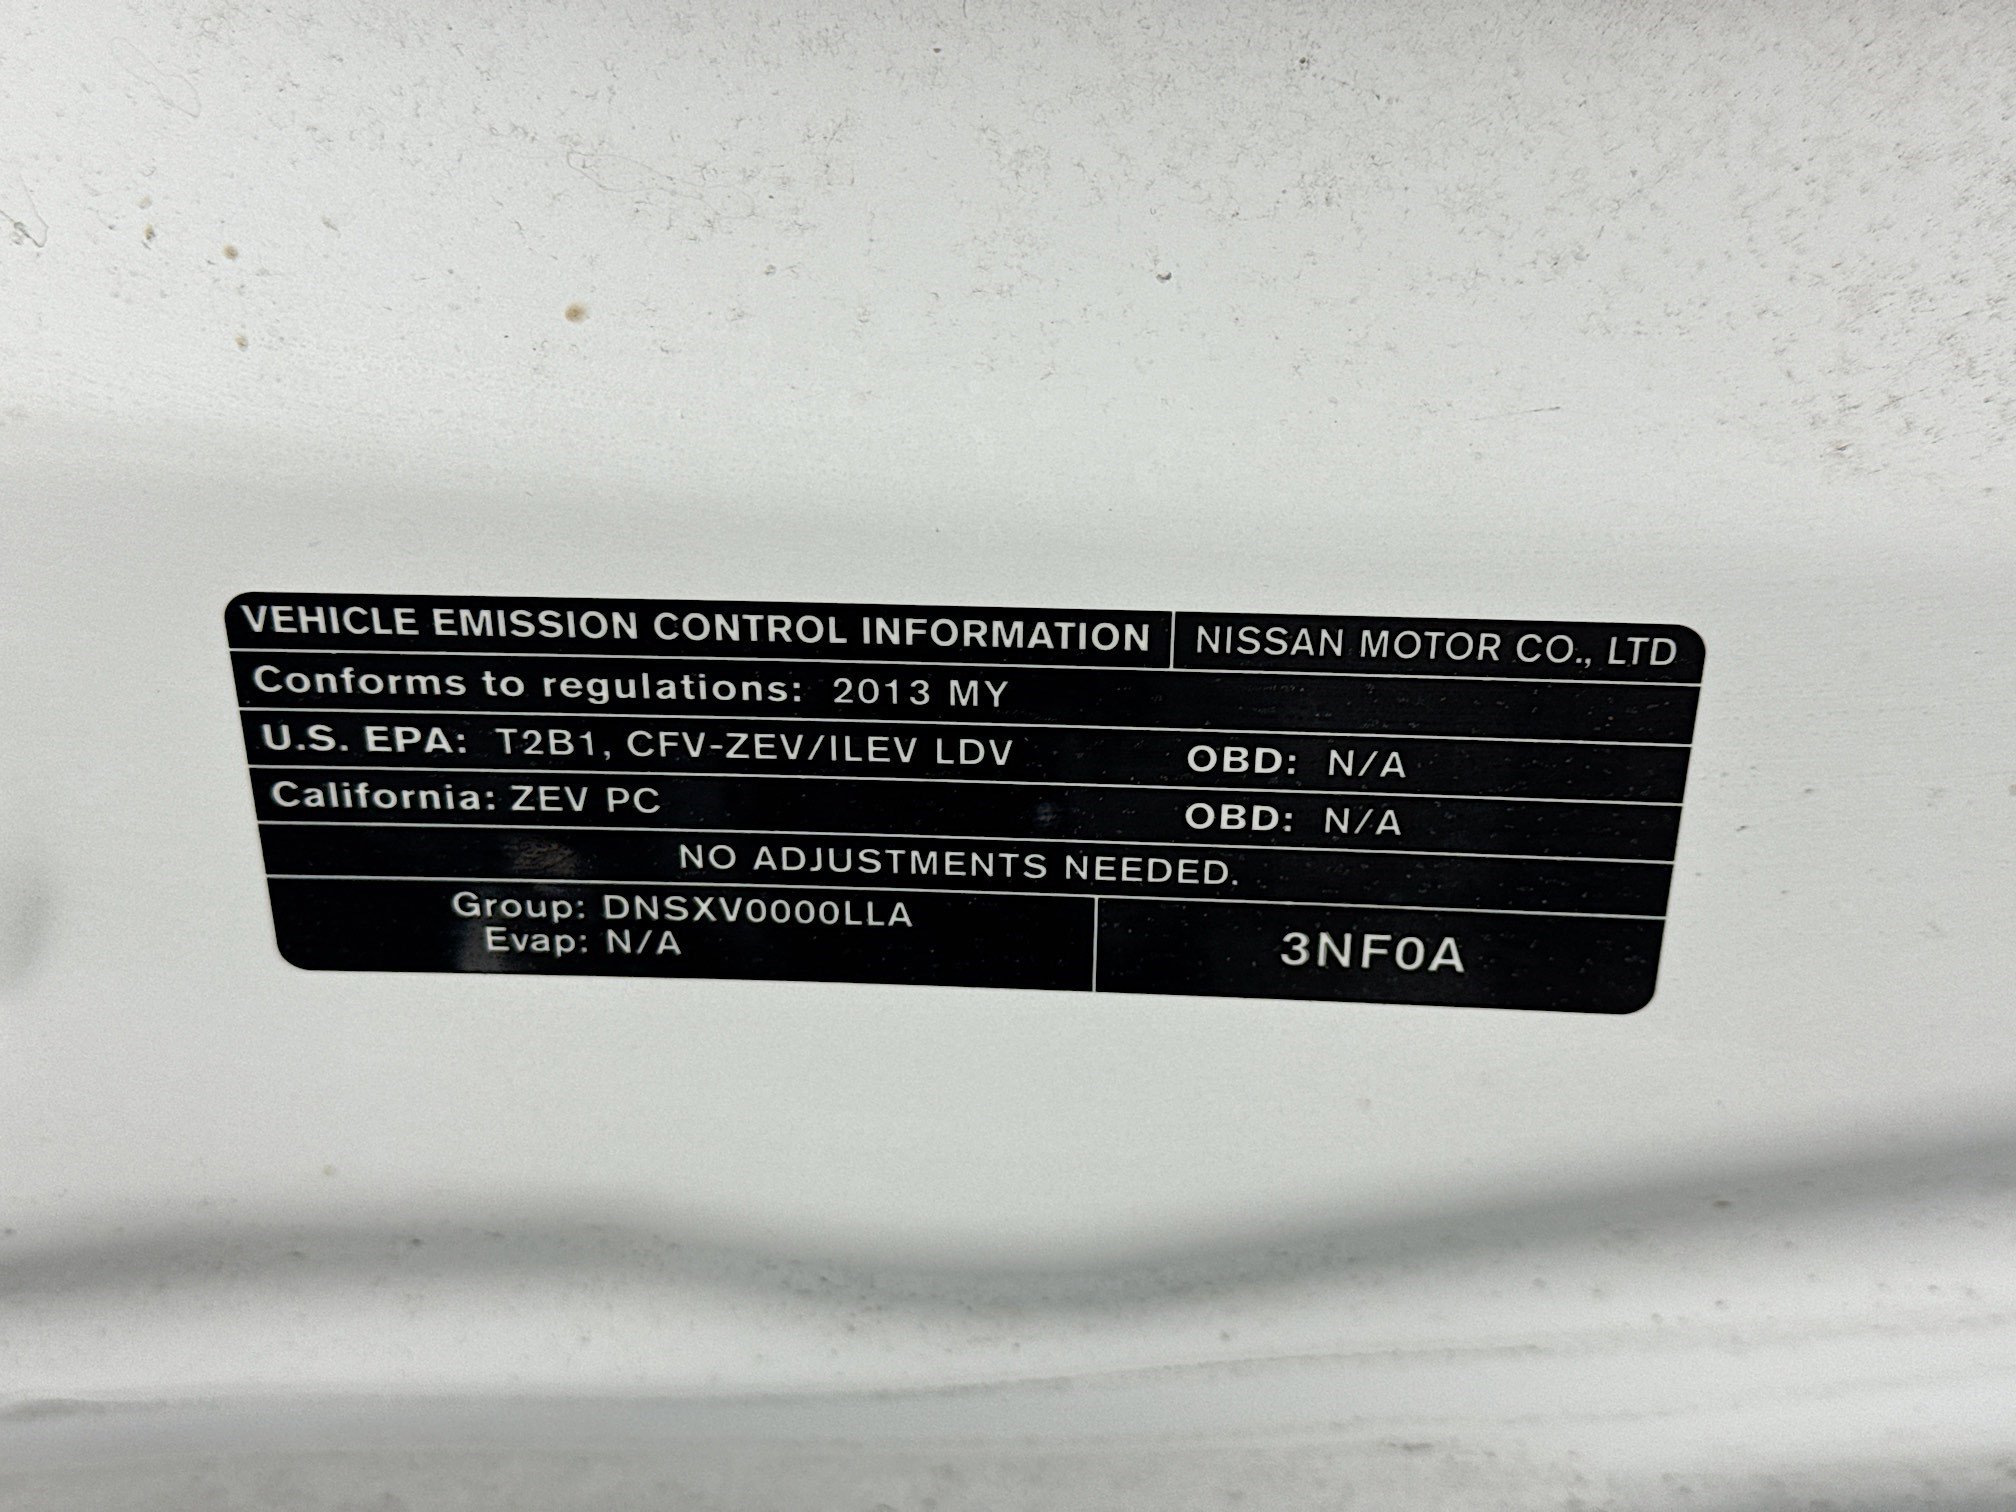 VEHICLE EMISSION CONTROL INFORMATION NISSAN MOTOR CO., LTD
Conforms to regulations: 2013 MY
U.S. EPA: T2B1, CFV-ZEV/ILEV LDV OBD: N/A
California: ZEV PC OBD: N/A
NO ADJUSTMENTS NEEDED.
Group: DNSXV0000LLA
Evap: N/A
3NF0A